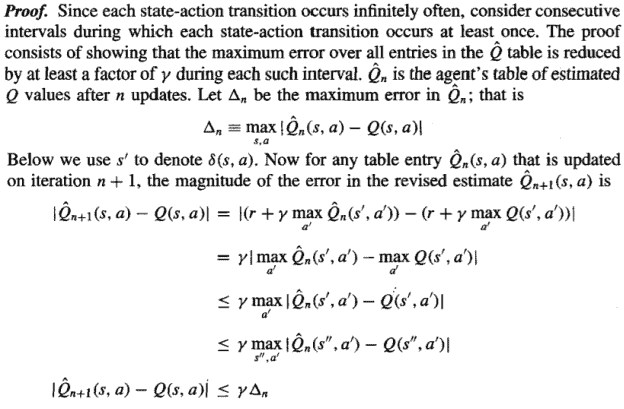 Proof. Since each state-action transition occurs infinitely often, consider consecutive
intervals during which each state-action transition occurs at least once. The proof
consists of showing that the maximum error over all entries in the Q̂ table is reduced
by at least a factor of γ during each such interval. Q̂ₙ is the agent's table of estimated
Q values after n updates. Let Δₙ be the maximum error in Q̂ₙ; that is
Δₙ ≡ max |Q̂ₙ(s, a) − Q(s, a)|
s,a
Below we use s′ to denote δ(s, a). Now for any table entry Q̂ₙ(s, a) that is updated
on iteration n + 1, the magnitude of the error in the revised estimate Q̂ₙ₊₁(s, a) is
|Q̂ₙ₊₁(s, a) − Q(s, a)| = |(r + γ max Q̂ₙ(s′, a′)) − (r + γ max Q(s′, a′))|
a′ a′
= γ| max Q̂ₙ(s′, a′) − max Q(s′, a′)|
a′ a′
≤ γ max |Q̂ₙ(s′, a′) − Q(s′, a′)|
a′
≤ γ max |Q̂ₙ(s″, a′) − Q(s″, a′)|
s″,a′
|Q̂ₙ₊₁(s, a) − Q(s, a)| ≤ γ Δₙ